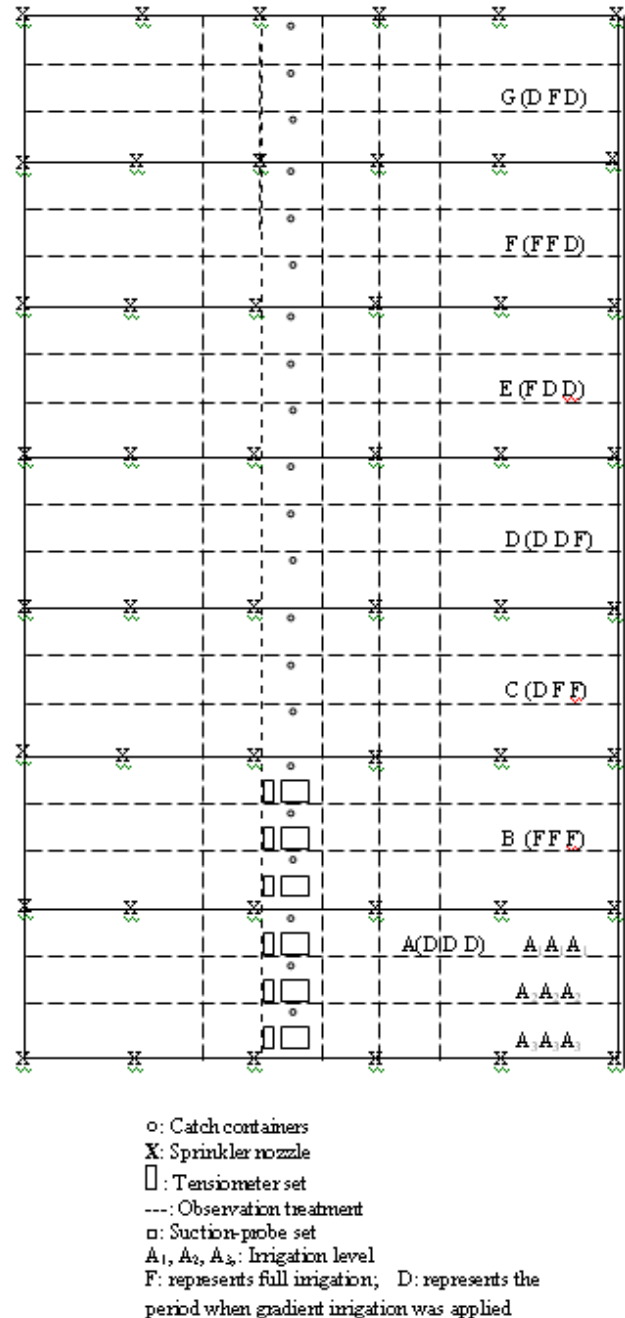 X X X X X X
G (D F D)
X X X X X X
F (F F D)
X X X X X X
E (F D D)
X X X X X X
D (D D F)
X X X X X X
C (D F F)
X X X X X X
B (F F F)
X X X X X X
A(D D D) A₁A₁A₁
A₂A₂A₂
A₃A₃A₃
X X X X X X
o: Catch containers
X: Sprinkler nozzle
▯ : Tensiometer set
---: Observation treatment
□: Suction-probe set
A₁, A₂, A₃,: Irrigation level
F: represents full irrigation; D: represents the
period when gradient irrigation was applied